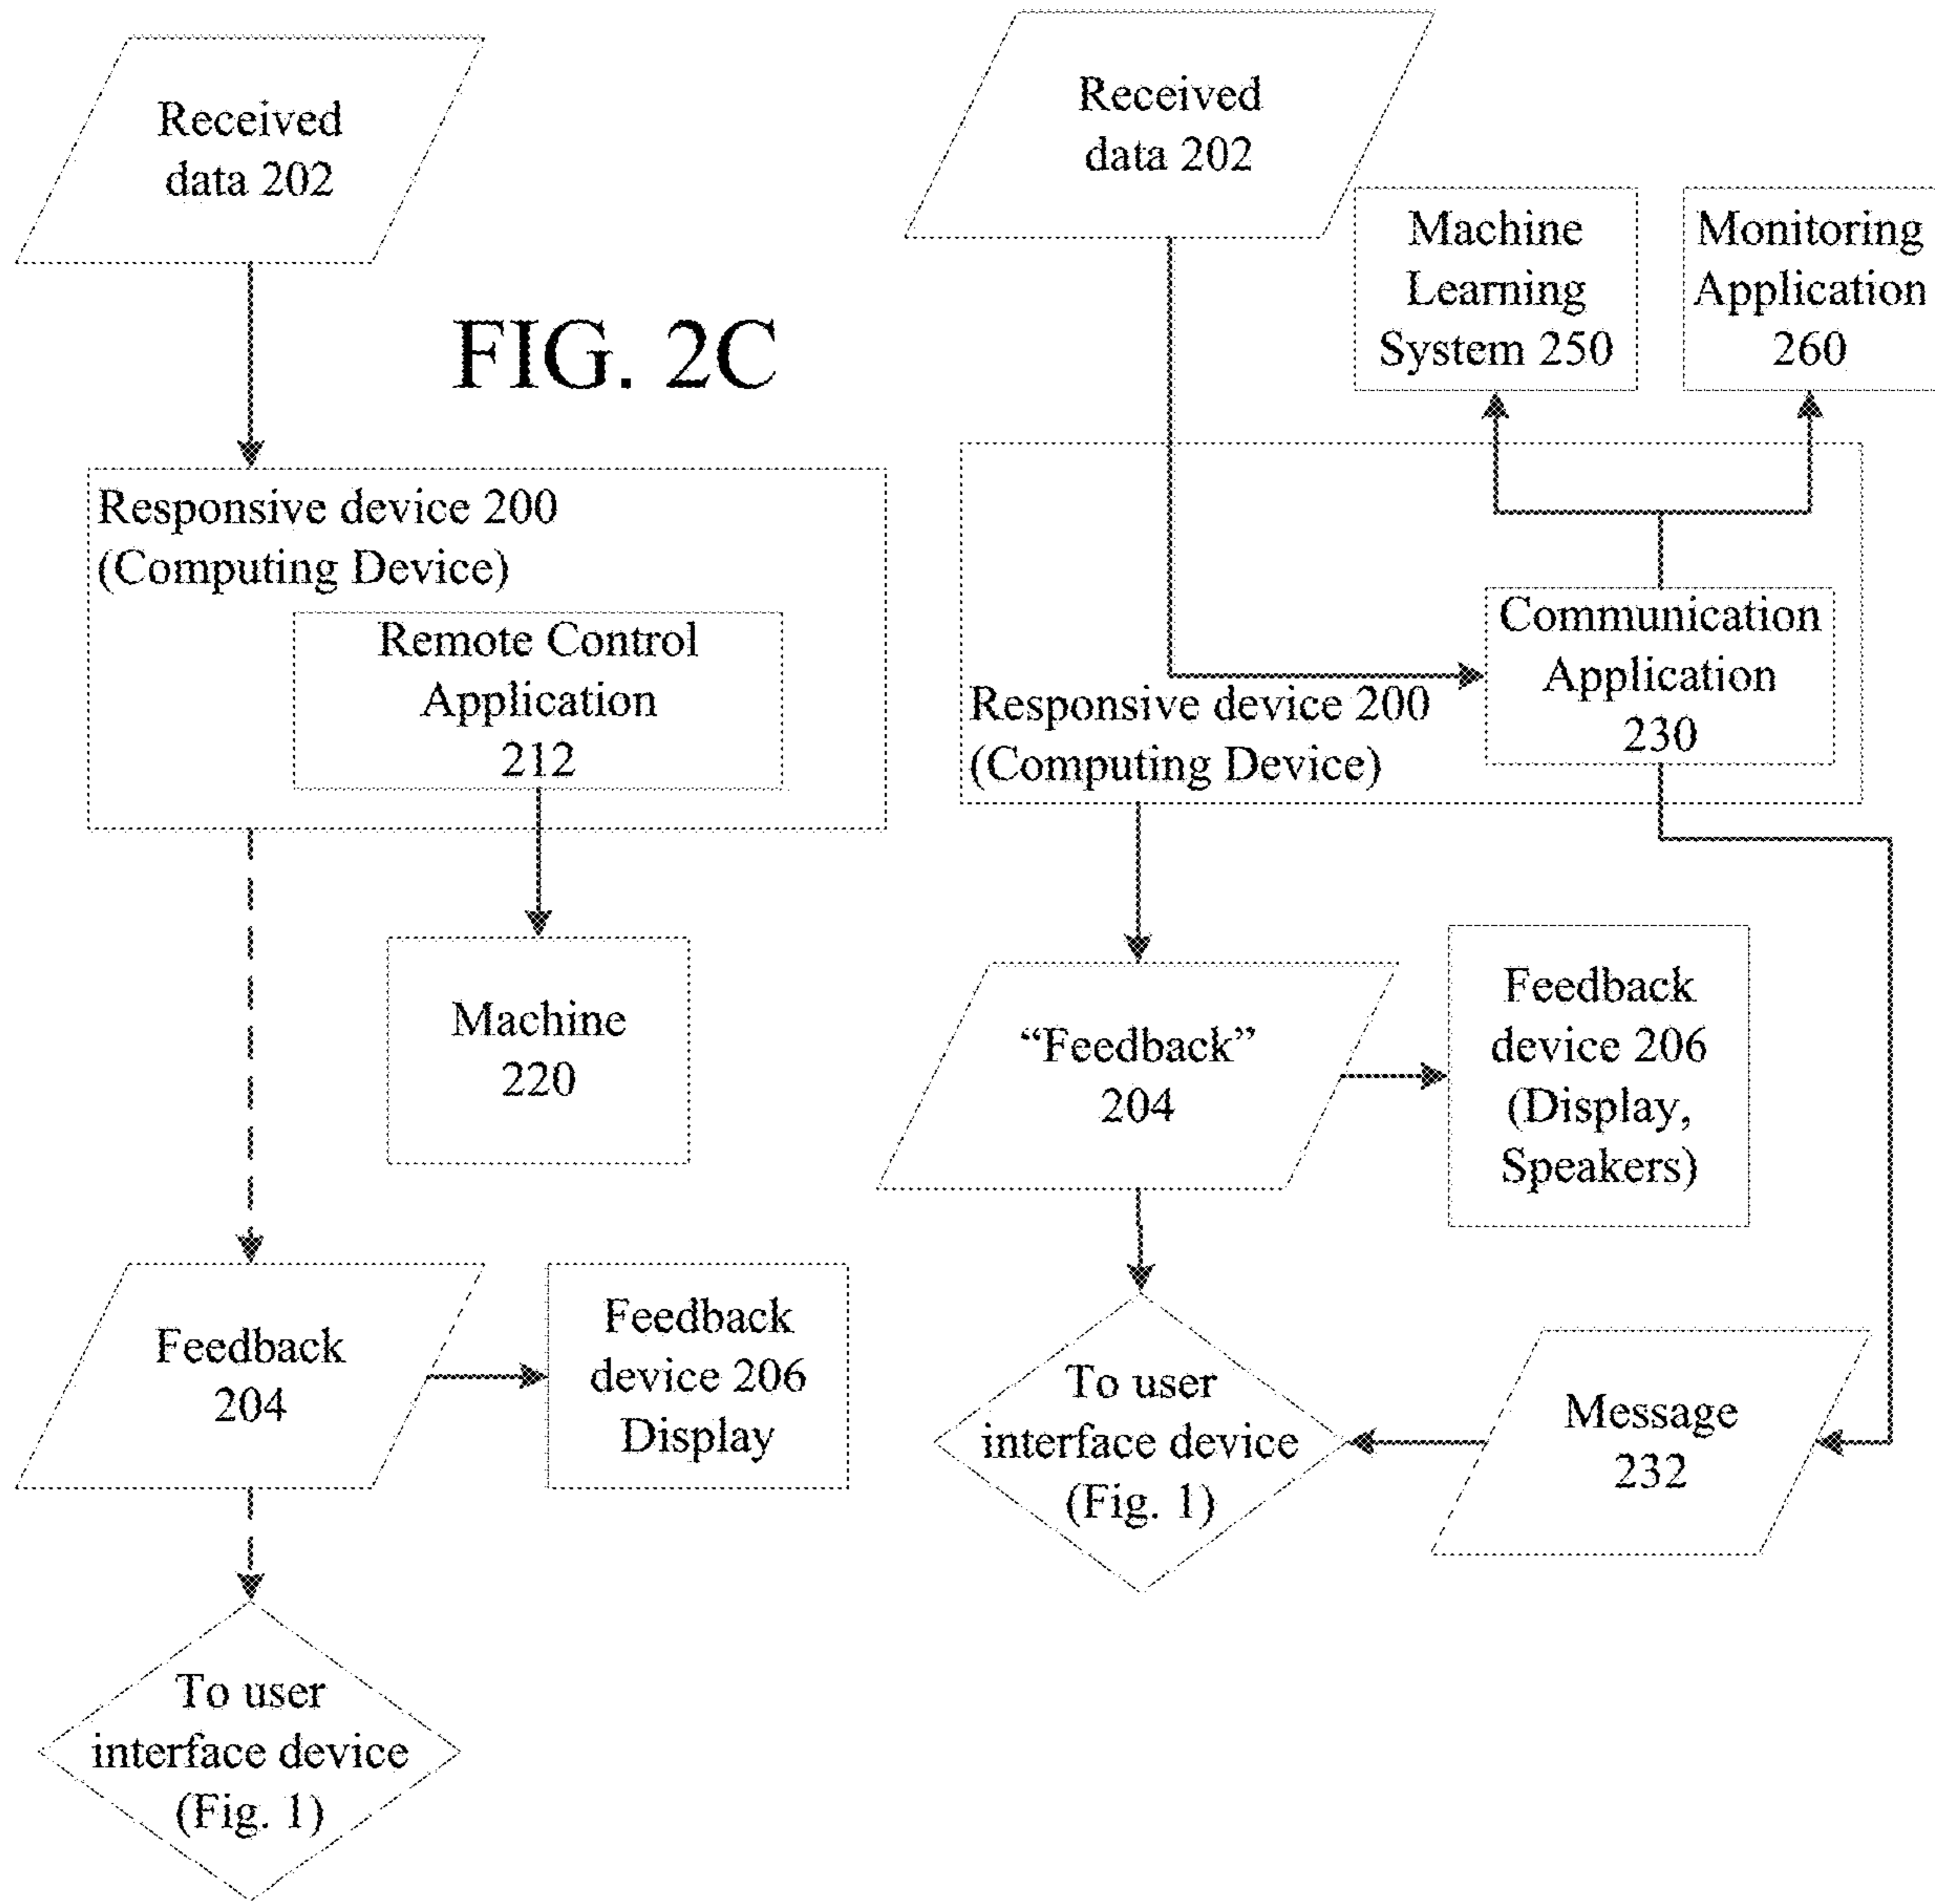 Received
data 202
FIG. 2C
Responsive device 200
(Computing Device)
Remote Control
Application
212
Machine
220
Feedback
204
Feedback
device 206
Display
To user
interface device
(Fig. 1)
Received
data 202
Machine
Learning
System 250
Monitoring
Application
260
Communication
Application
230
Responsive device 200
(Computing Device)
“Feedback”
204
Feedback
device 206
(Display,
Speakers)
To user
interface device
(Fig. 1)
Message
232